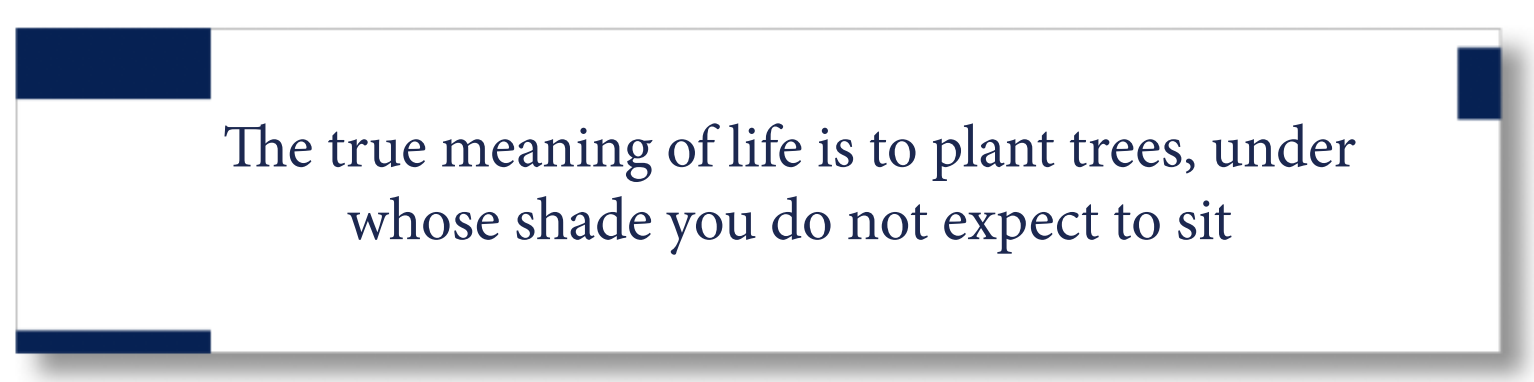 The true meaning of life is to plant trees, under
whose shade you do not expect to sit